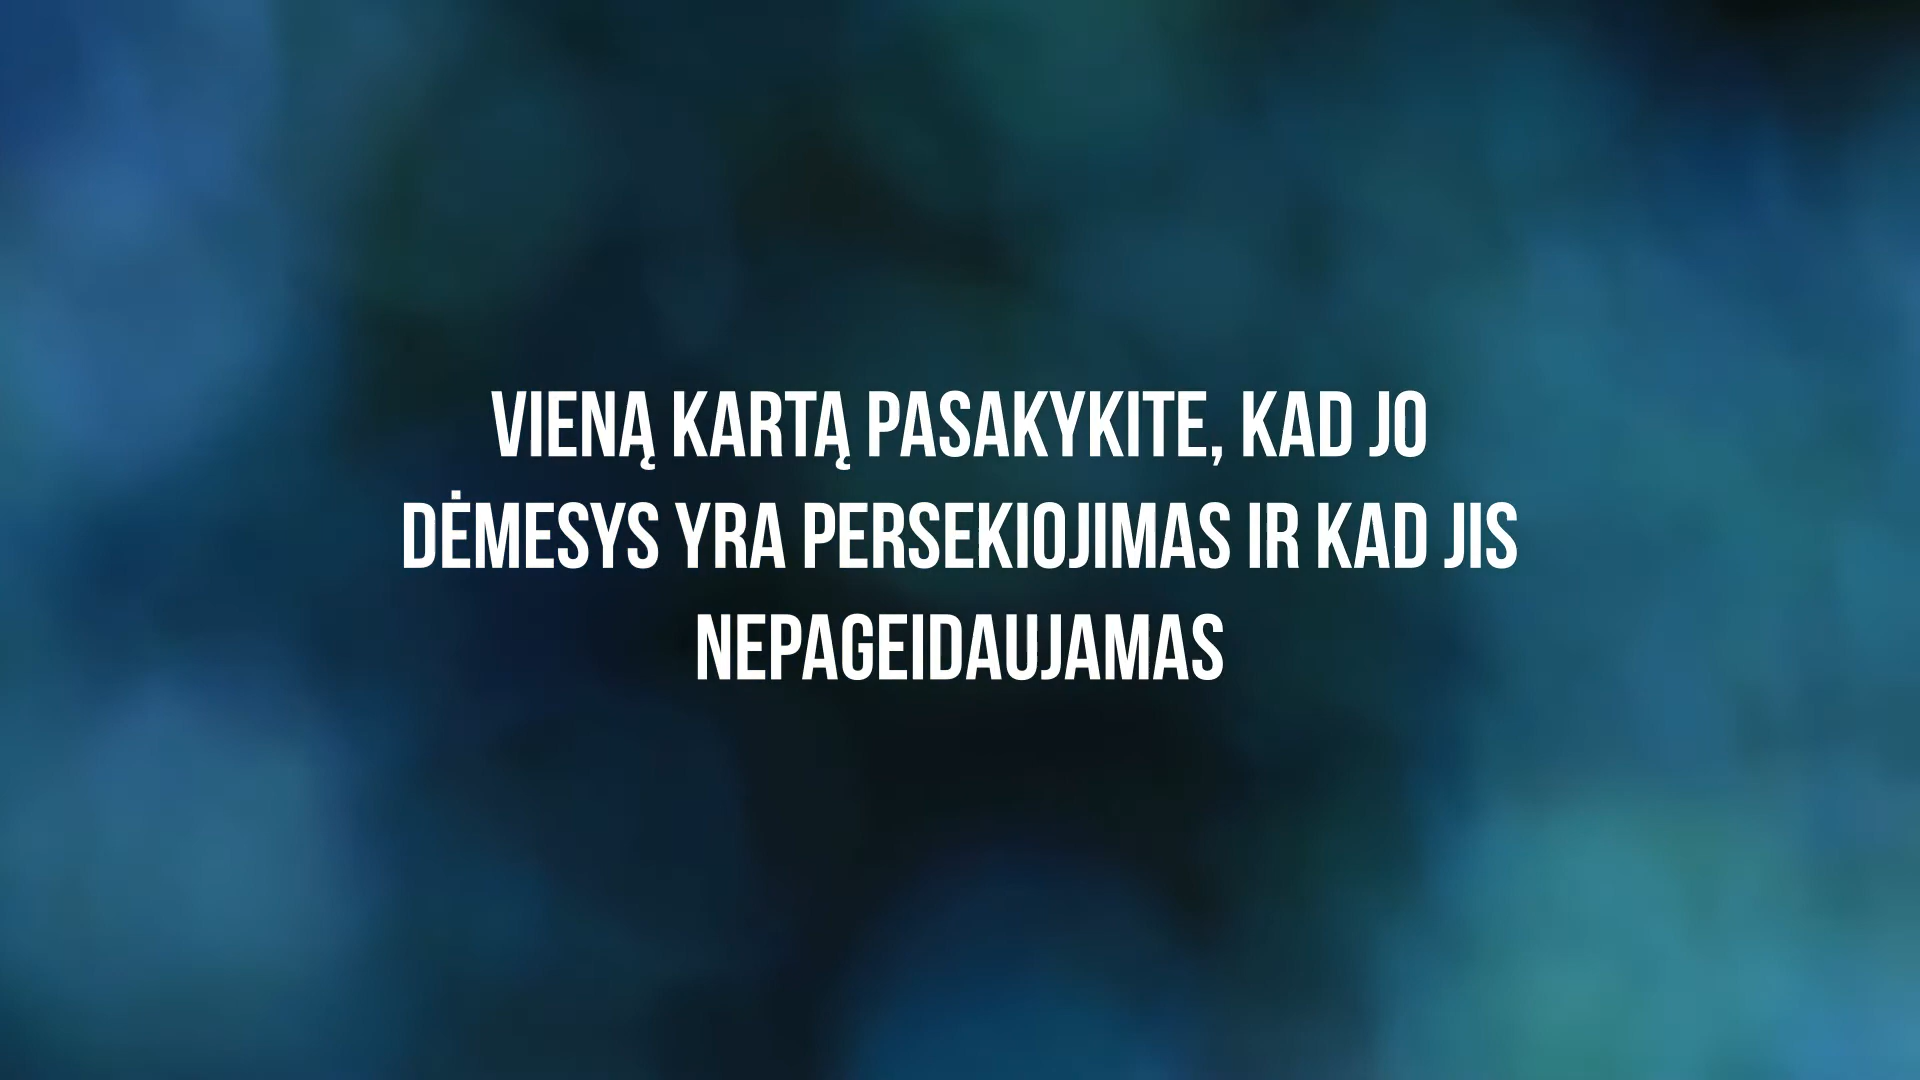 VIENĄ KARTĄ PASAKYKITE, KAD JO
DĖMESYS YRA PERSEKIOJIMAS IR KAD JIS
NEPAGEIDAUJAMAS